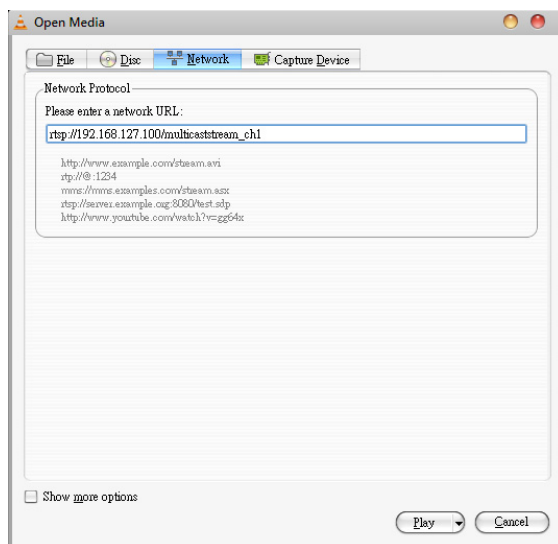 Open Media
File Disc Network Capture Device
Network Protocol
Please enter a network URL:
rtsp://192.168.127.100/multicaststream_ch1
http://www.example.com/stream.avi
rtp://@:1234
mms://mms.examples.com/stream.asx
rtsp://server.example.org:8080/test.sdp
http://www.yourtube.com/watch?v=gg64x
Show more options
Play Cancel